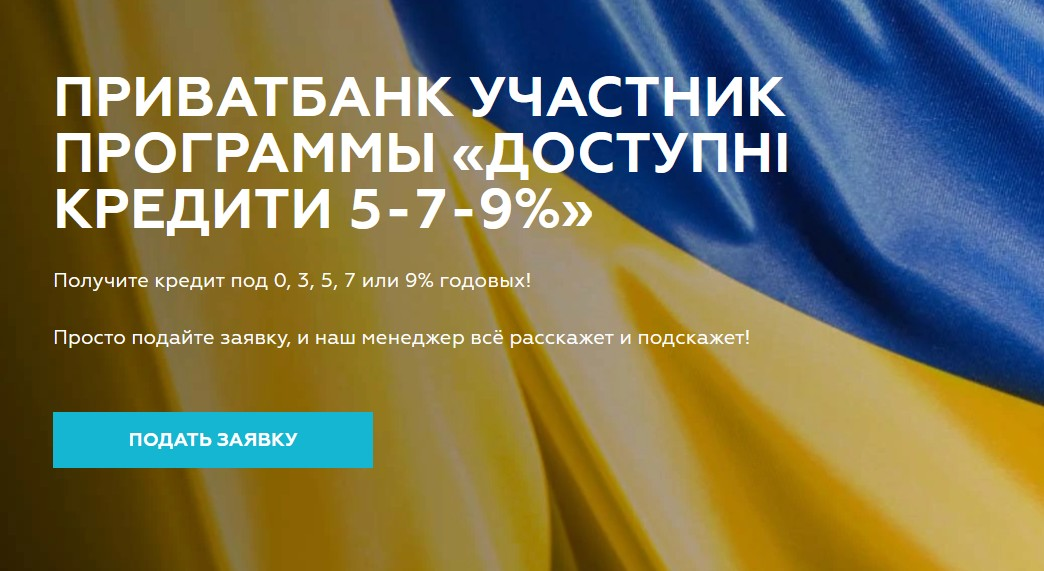 ПРИВАТБАНК УЧАСТНИК
ПРОГРАММЫ «ДОСТУПНІ
КРЕДИТИ 5-7-9%»
Получите кредит под 0, 3, 5, 7 или 9% годовых!
Просто подайте заявку, и наш менеджер всё расскажет и подскажет!
ПОДАТЬ ЗАЯВКУ